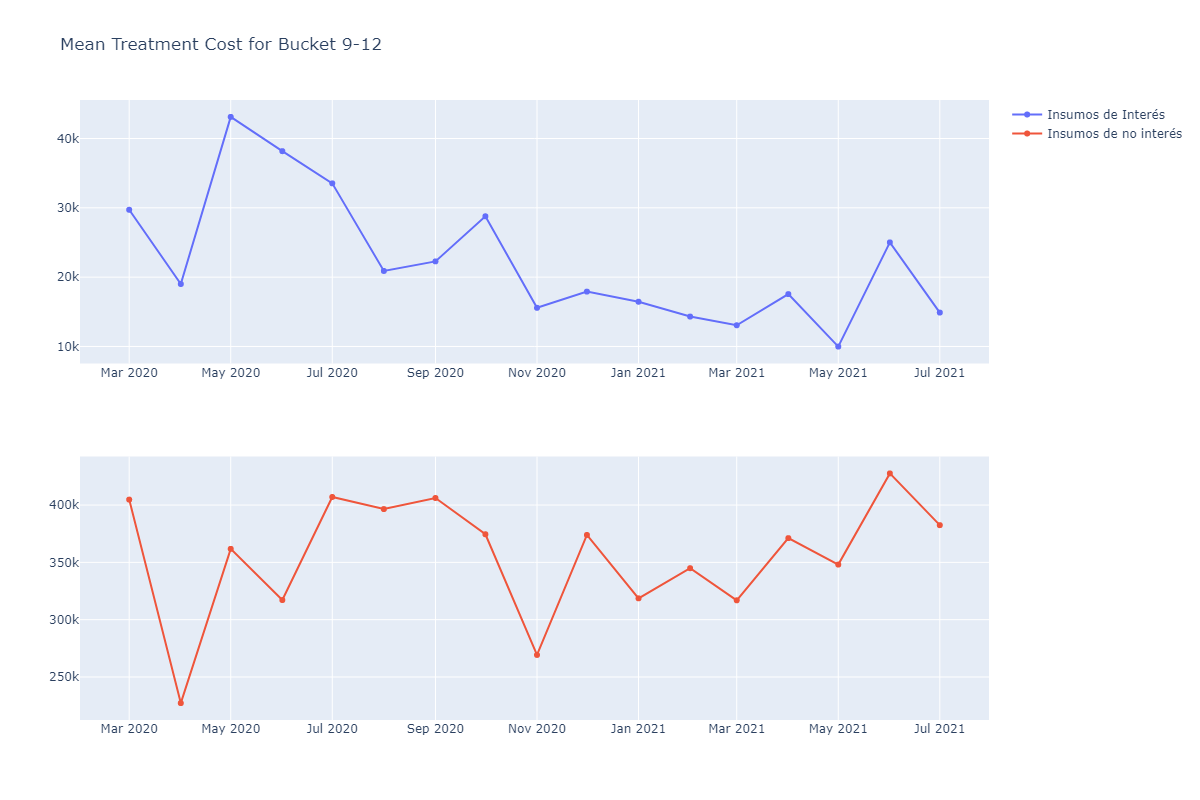 Mean Treatment Cost for Bucket 9-12
Insumos de Interés
Insumos de no interés
40k
30k
20k
10k
Mar 2020 May 2020 Jul 2020 Sep 2020 Nov 2020 Jan 2021 Mar 2021 May 2021 Jul 2021
400k
350k
300k
250k
Mar 2020 May 2020 Jul 2020 Sep 2020 Nov 2020 Jan 2021 Mar 2021 May 2021 Jul 2021